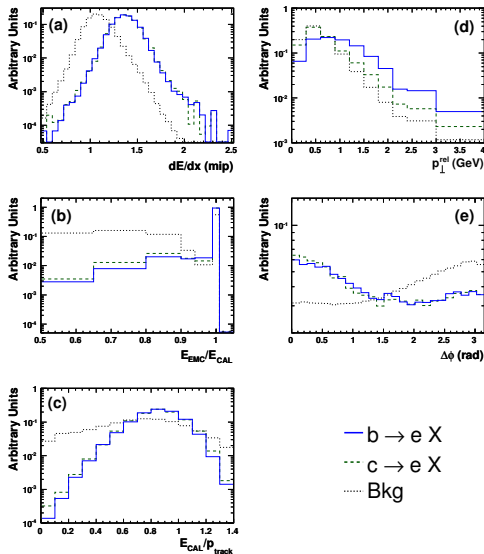 (a)
Arbitrary Units
10⁻¹
10⁻²
10⁻³
10⁻⁴
0.5 1 1.5 2 2.5
dE/dx (mip)
(d)
Arbitrary Units
1
10⁻¹
10⁻²
10⁻³
0 0.5 1 1.5 2 2.5 3 3.5 4
p⊥^rel (GeV)
(b)
Arbitrary Units
1
10⁻¹
10⁻²
10⁻³
10⁻⁴
0.5 0.6 0.7 0.8 0.9 1
E_EMC/E_CAL
(e)
Arbitrary Units
10⁻¹
0 0.5 1 1.5 2 2.5 3
Δϕ (rad)
(c)
Arbitrary Units
1
10⁻¹
10⁻²
10⁻³
10⁻⁴
0 0.2 0.4 0.6 0.8 1 1.2 1.4
E_CAL/p_track
b → e X
c → e X
Bkg